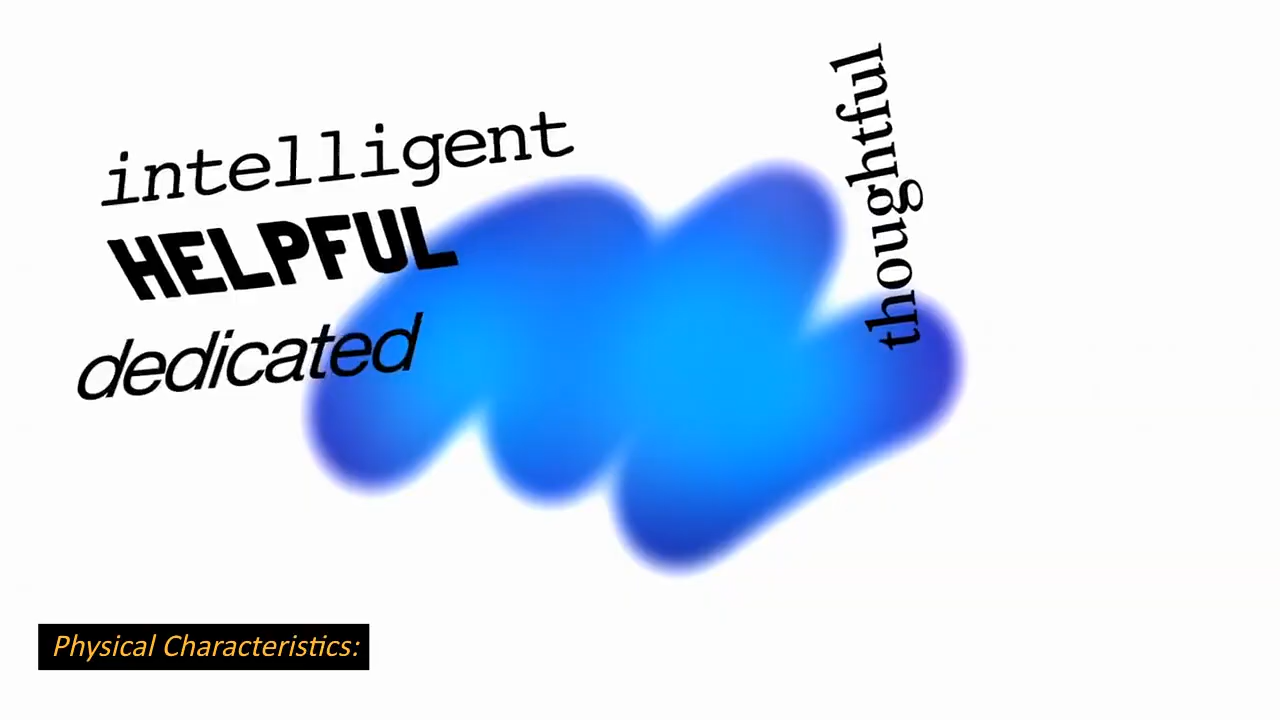 intelligent
HELPFUL
dedicated
thoughtful
Physical Characteristics: